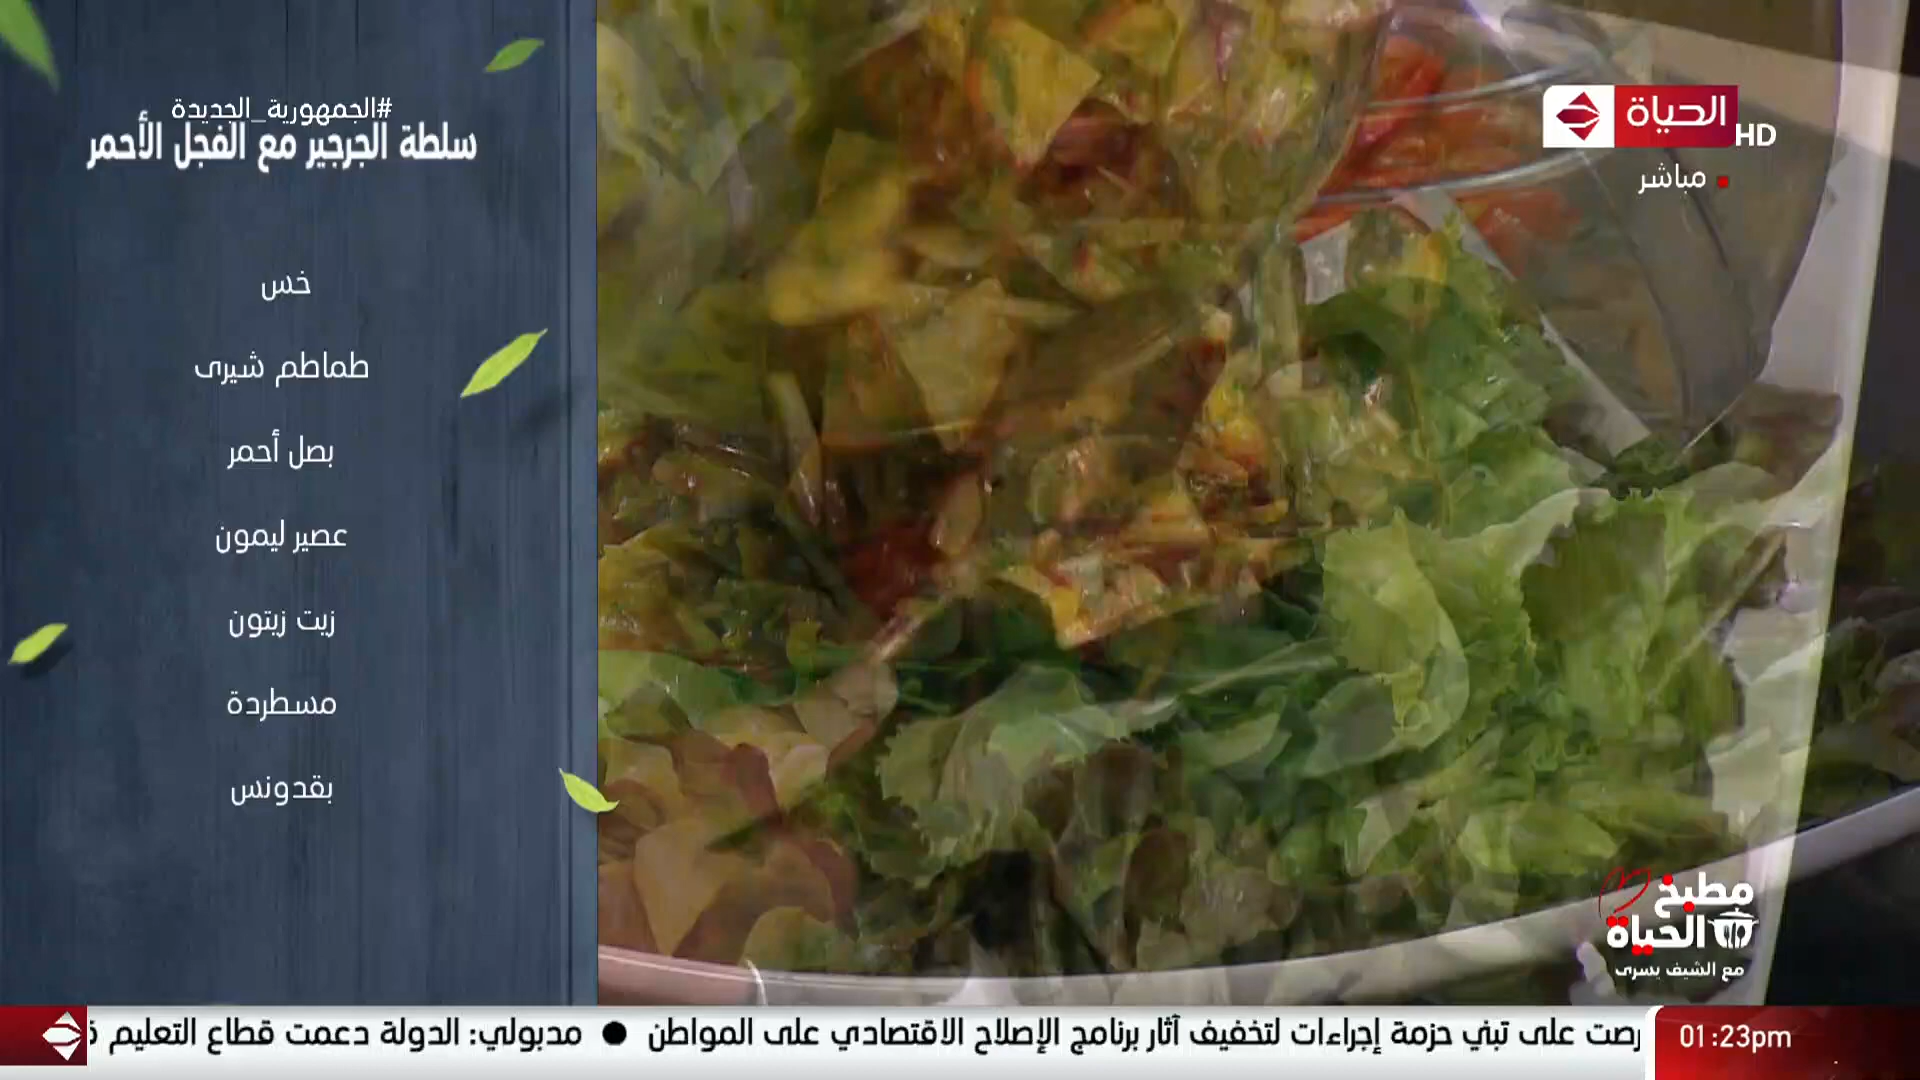 #الجمهورية_الجديدة
سلطة الجرجير مع الفجل الأحمر
خس
طماطم شيرى
بصل أحمر
عصير ليمون
زيت زيتون
مسطردة
بقدونس
الحياة
HD
مباشر
مطبخ
الحياة
مع الشيف يسرى
رصت على تبني حزمة إجراءات لتخفيف آثار برنامج الإصلاح الاقتصادي على المواطن ● مدبولي: الدولة دعمت قطاع التعليم
01:23pm